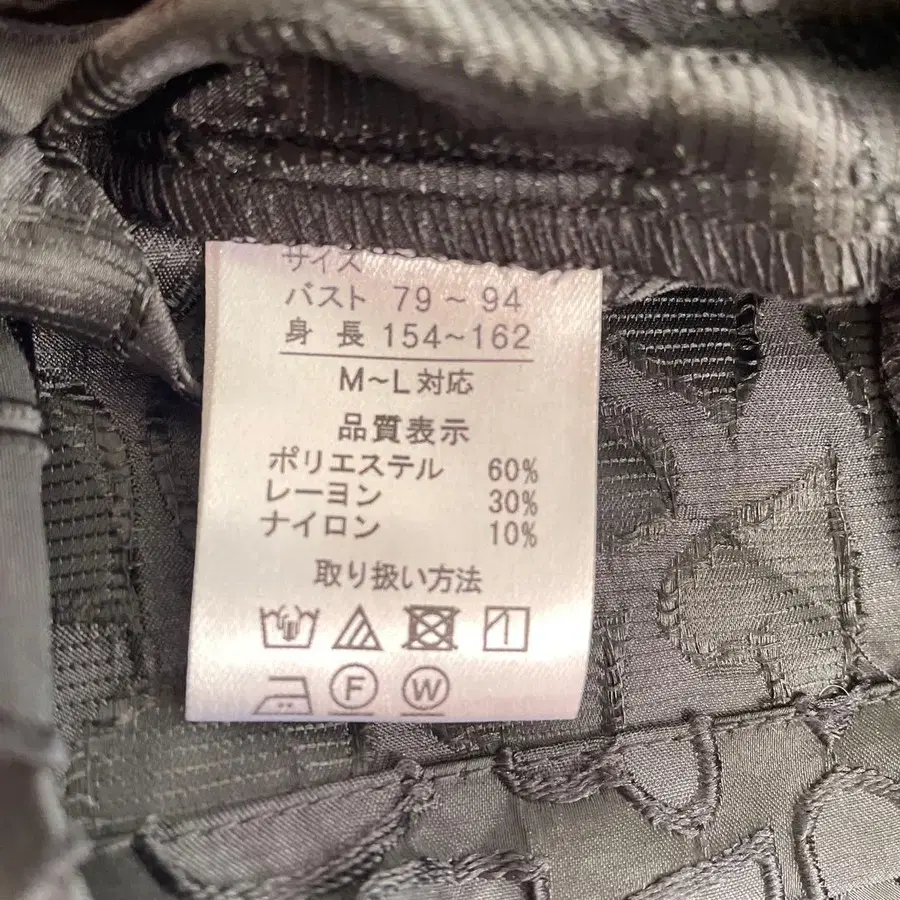 サイズ
バスト 79～94
身長 154～162
M～L対応
品質表示
ポリエステル 60%
レーヨン 30%
ナイロン 10%
取り扱い方法
F W